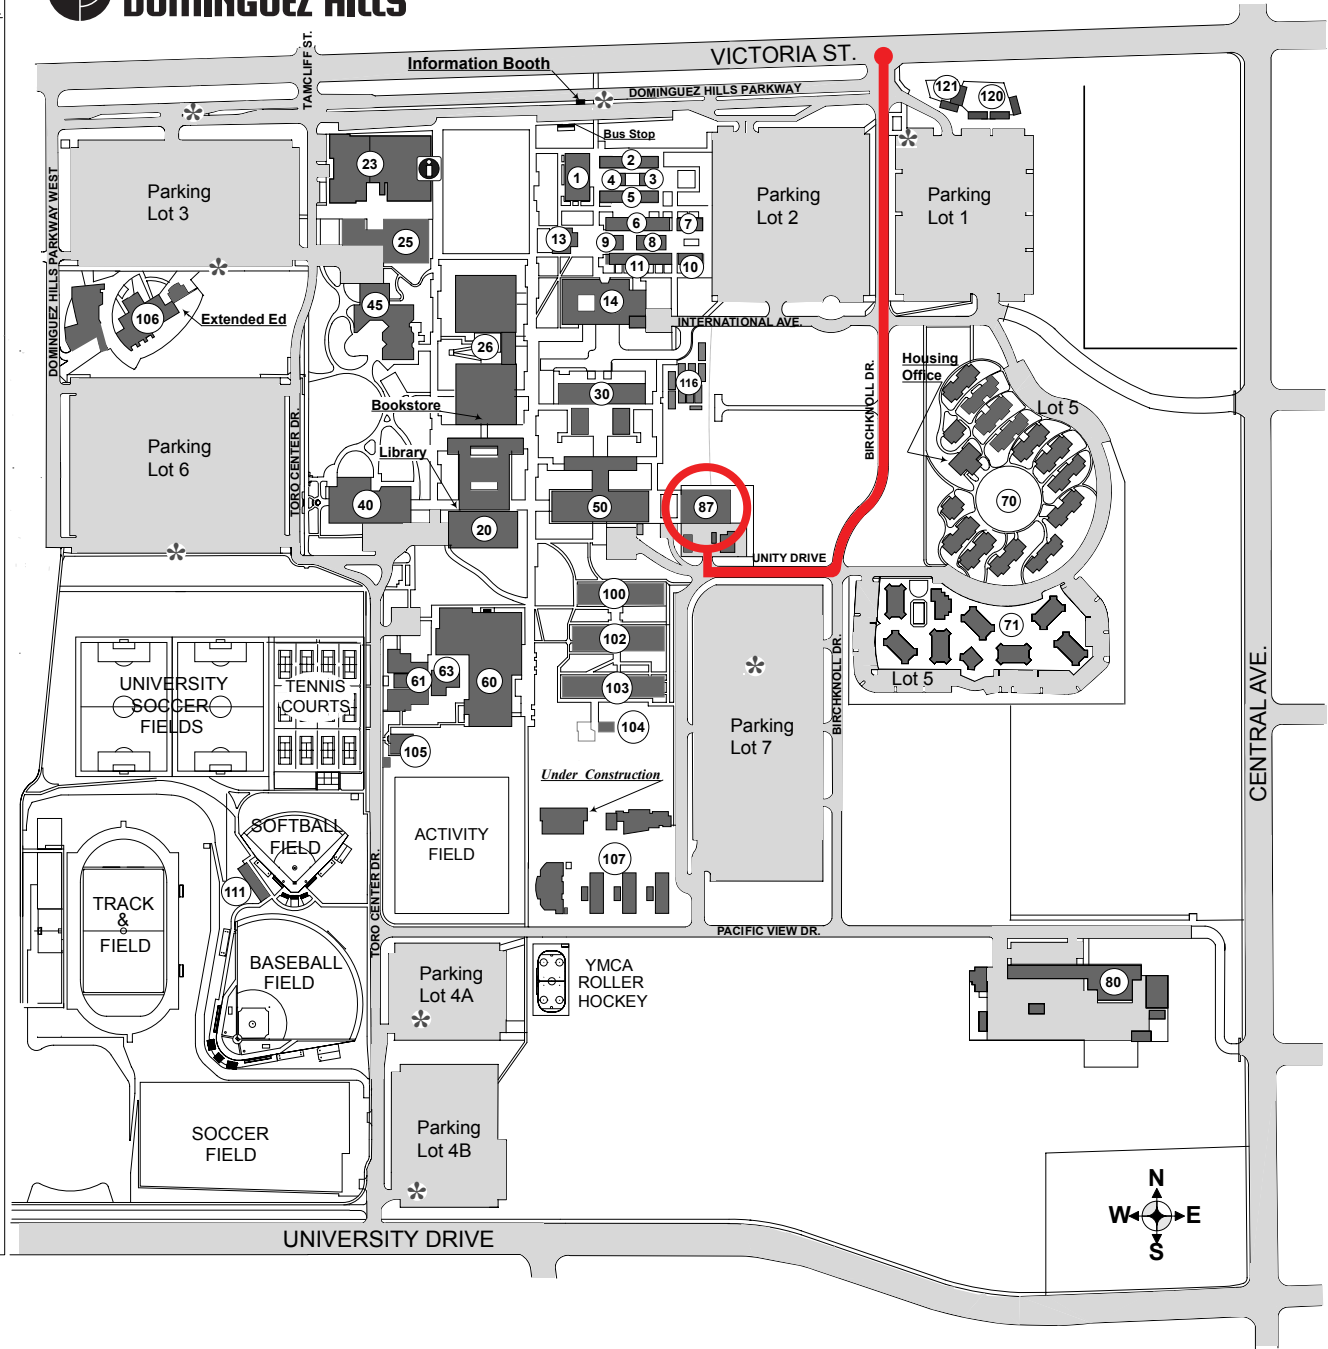 DOMINGUEZ HILLS
VICTORIA ST.
TAMCLIFF ST.
Information Booth
DOMINGUEZ HILLS PARKWAY
Bus Stop
121
120
23
i
1
2
4
3
5
6
7
13
9
8
11
10
14
25
Parking
Lot 3
Parking
Lot 2
Parking
Lot 1
DOMINGUEZ HILLS PARKWAY WEST
106
Extended Ed
45
26
INTERNATIONAL AVE.
116
30
BIRCHKNOLL DR.
Housing
Office
Lot 5
70
Bookstore
Library
Parking
Lot 6
TORO CENTER DR.
40
20
50
87
UNITY DRIVE
100
102
103
104
71
Lot 5
BIRCHKNOLL DR.
CENTRAL AVE.
UNIVERSITY
SOCCER
FIELDS
TENNIS
COURTS
61
63
60
105
Parking
Lot 7
Under Construction
107
ACTIVITY
FIELD
SOFTBALL
FIELD
111
TRACK
&
FIELD
BASEBALL
FIELD
TORO CENTER DR.
PACIFIC VIEW DR.
Parking
Lot 4A
YMCA
ROLLER
HOCKEY
80
Parking
Lot 4B
SOCCER
FIELD
UNIVERSITY DRIVE
N
W
E
S